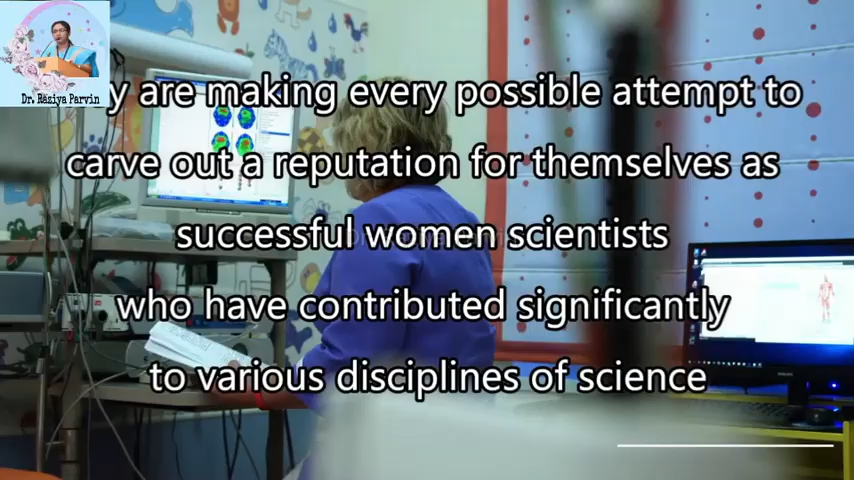 Dr. Raziya Parvin
y are making every possible attempt to
carve out a reputation for themselves as
successful women scientists
who have contributed significantly
to various disciplines of science